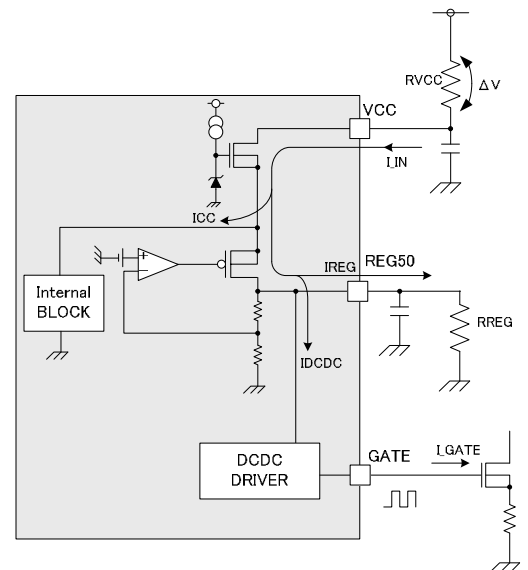 RVCC
ΔV
VCC
I_IN
ICC
IREG
REG50
Internal
BLOCK
RREG
IDCDC
DCDC
DRIVER
GATE
I_GATE